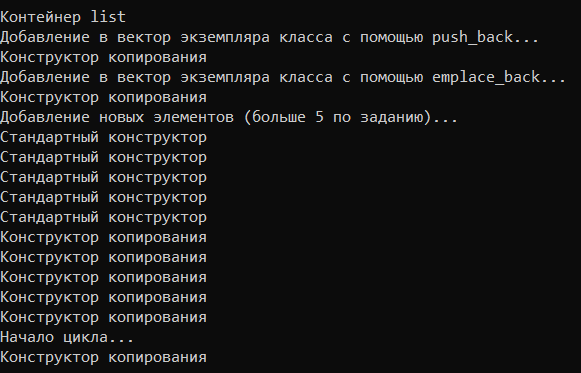 Контейнер list
Добавление в вектор экземпляра класса с помощью push_back...
Конструктор копирования
Добавление в вектор экземпляра класса с помощью emplace_back...
Конструктор копирования
Добавление новых элементов (больше 5 по заданию)...
Стандартный конструктор
Стандартный конструктор
Стандартный конструктор
Стандартный конструктор
Стандартный конструктор
Конструктор копирования
Конструктор копирования
Конструктор копирования
Конструктор копирования
Конструктор копирования
Начало цикла...
Конструктор копирования